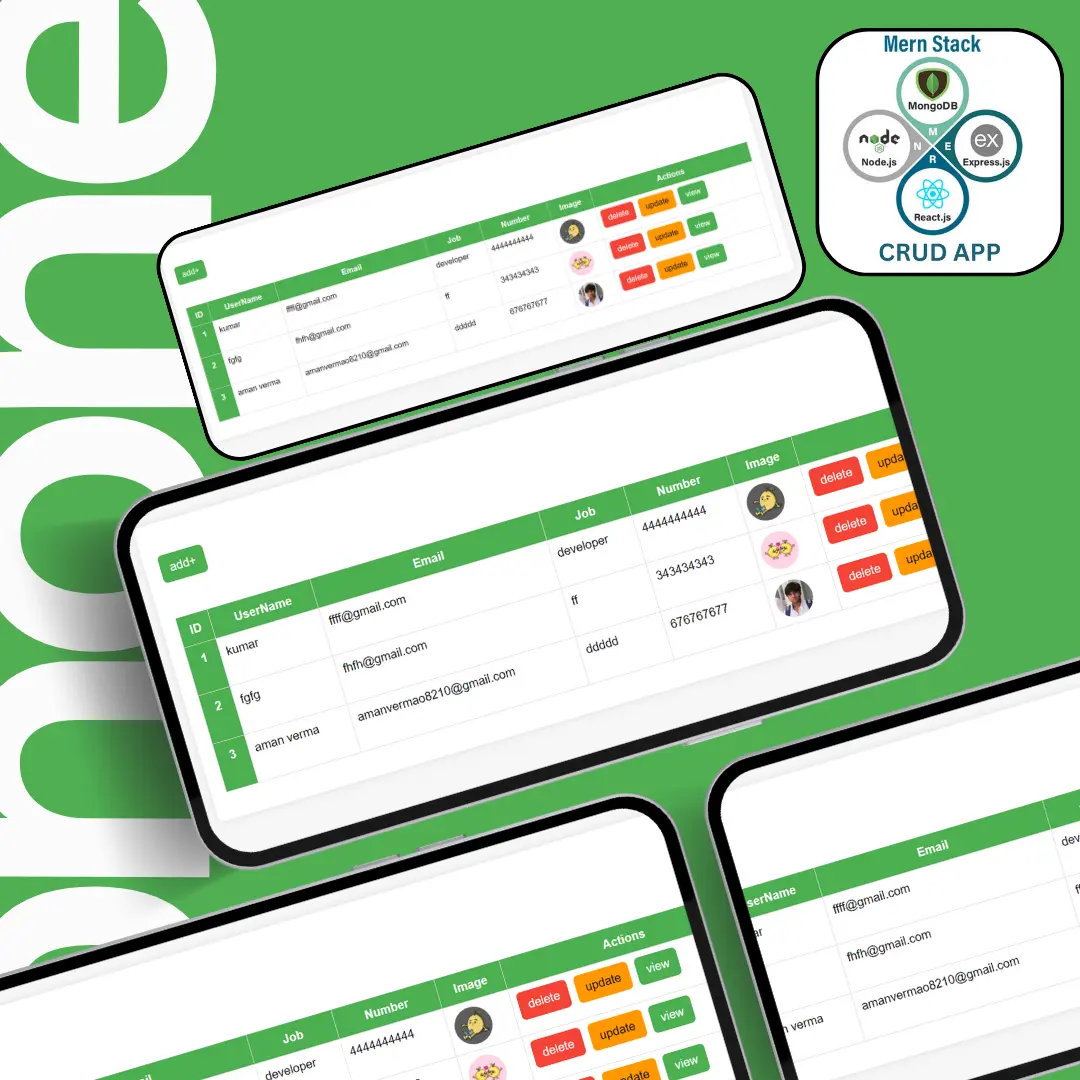 phone
Mern Stack
MongoDB
node
Node.js
ex
Express.js
M
N
E
R
React.js
CRUD APP
add+
ID UserName Email Job Number Image Actions
1 kumar ffff@gmail.com developer 4444444444 delete update view
2 fgfg fhfh@gmail.com ff 343434343 delete update view
3 aman verma amanvermao8210@gmail.com ddddd 676767677 delete update view
add+
ID UserName Email Job Number Image
1 kumar ffff@gmail.com developer 4444444444 delete upda
2 fgfg fhfh@gmail.com ff 343434343 delete upda
3 aman verma amanvermao8210@gmail.com ddddd 676767677 delete upda
Job Number Image Actions
developer 4444444444 delete update view
delete update view
update view
serName Email
ar ffff@gmail.com dev
fhfh@gmail.com
n verma amanvermao8210@gmail.com